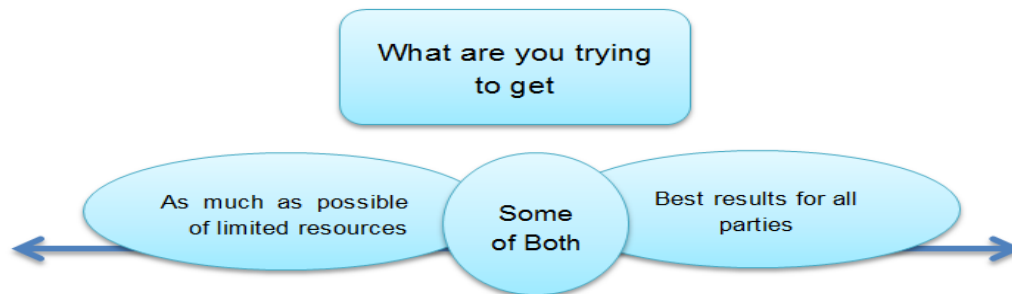 What are you trying
to get
As much as possible
of limited resources
Some
of Both
Best results for all
parties